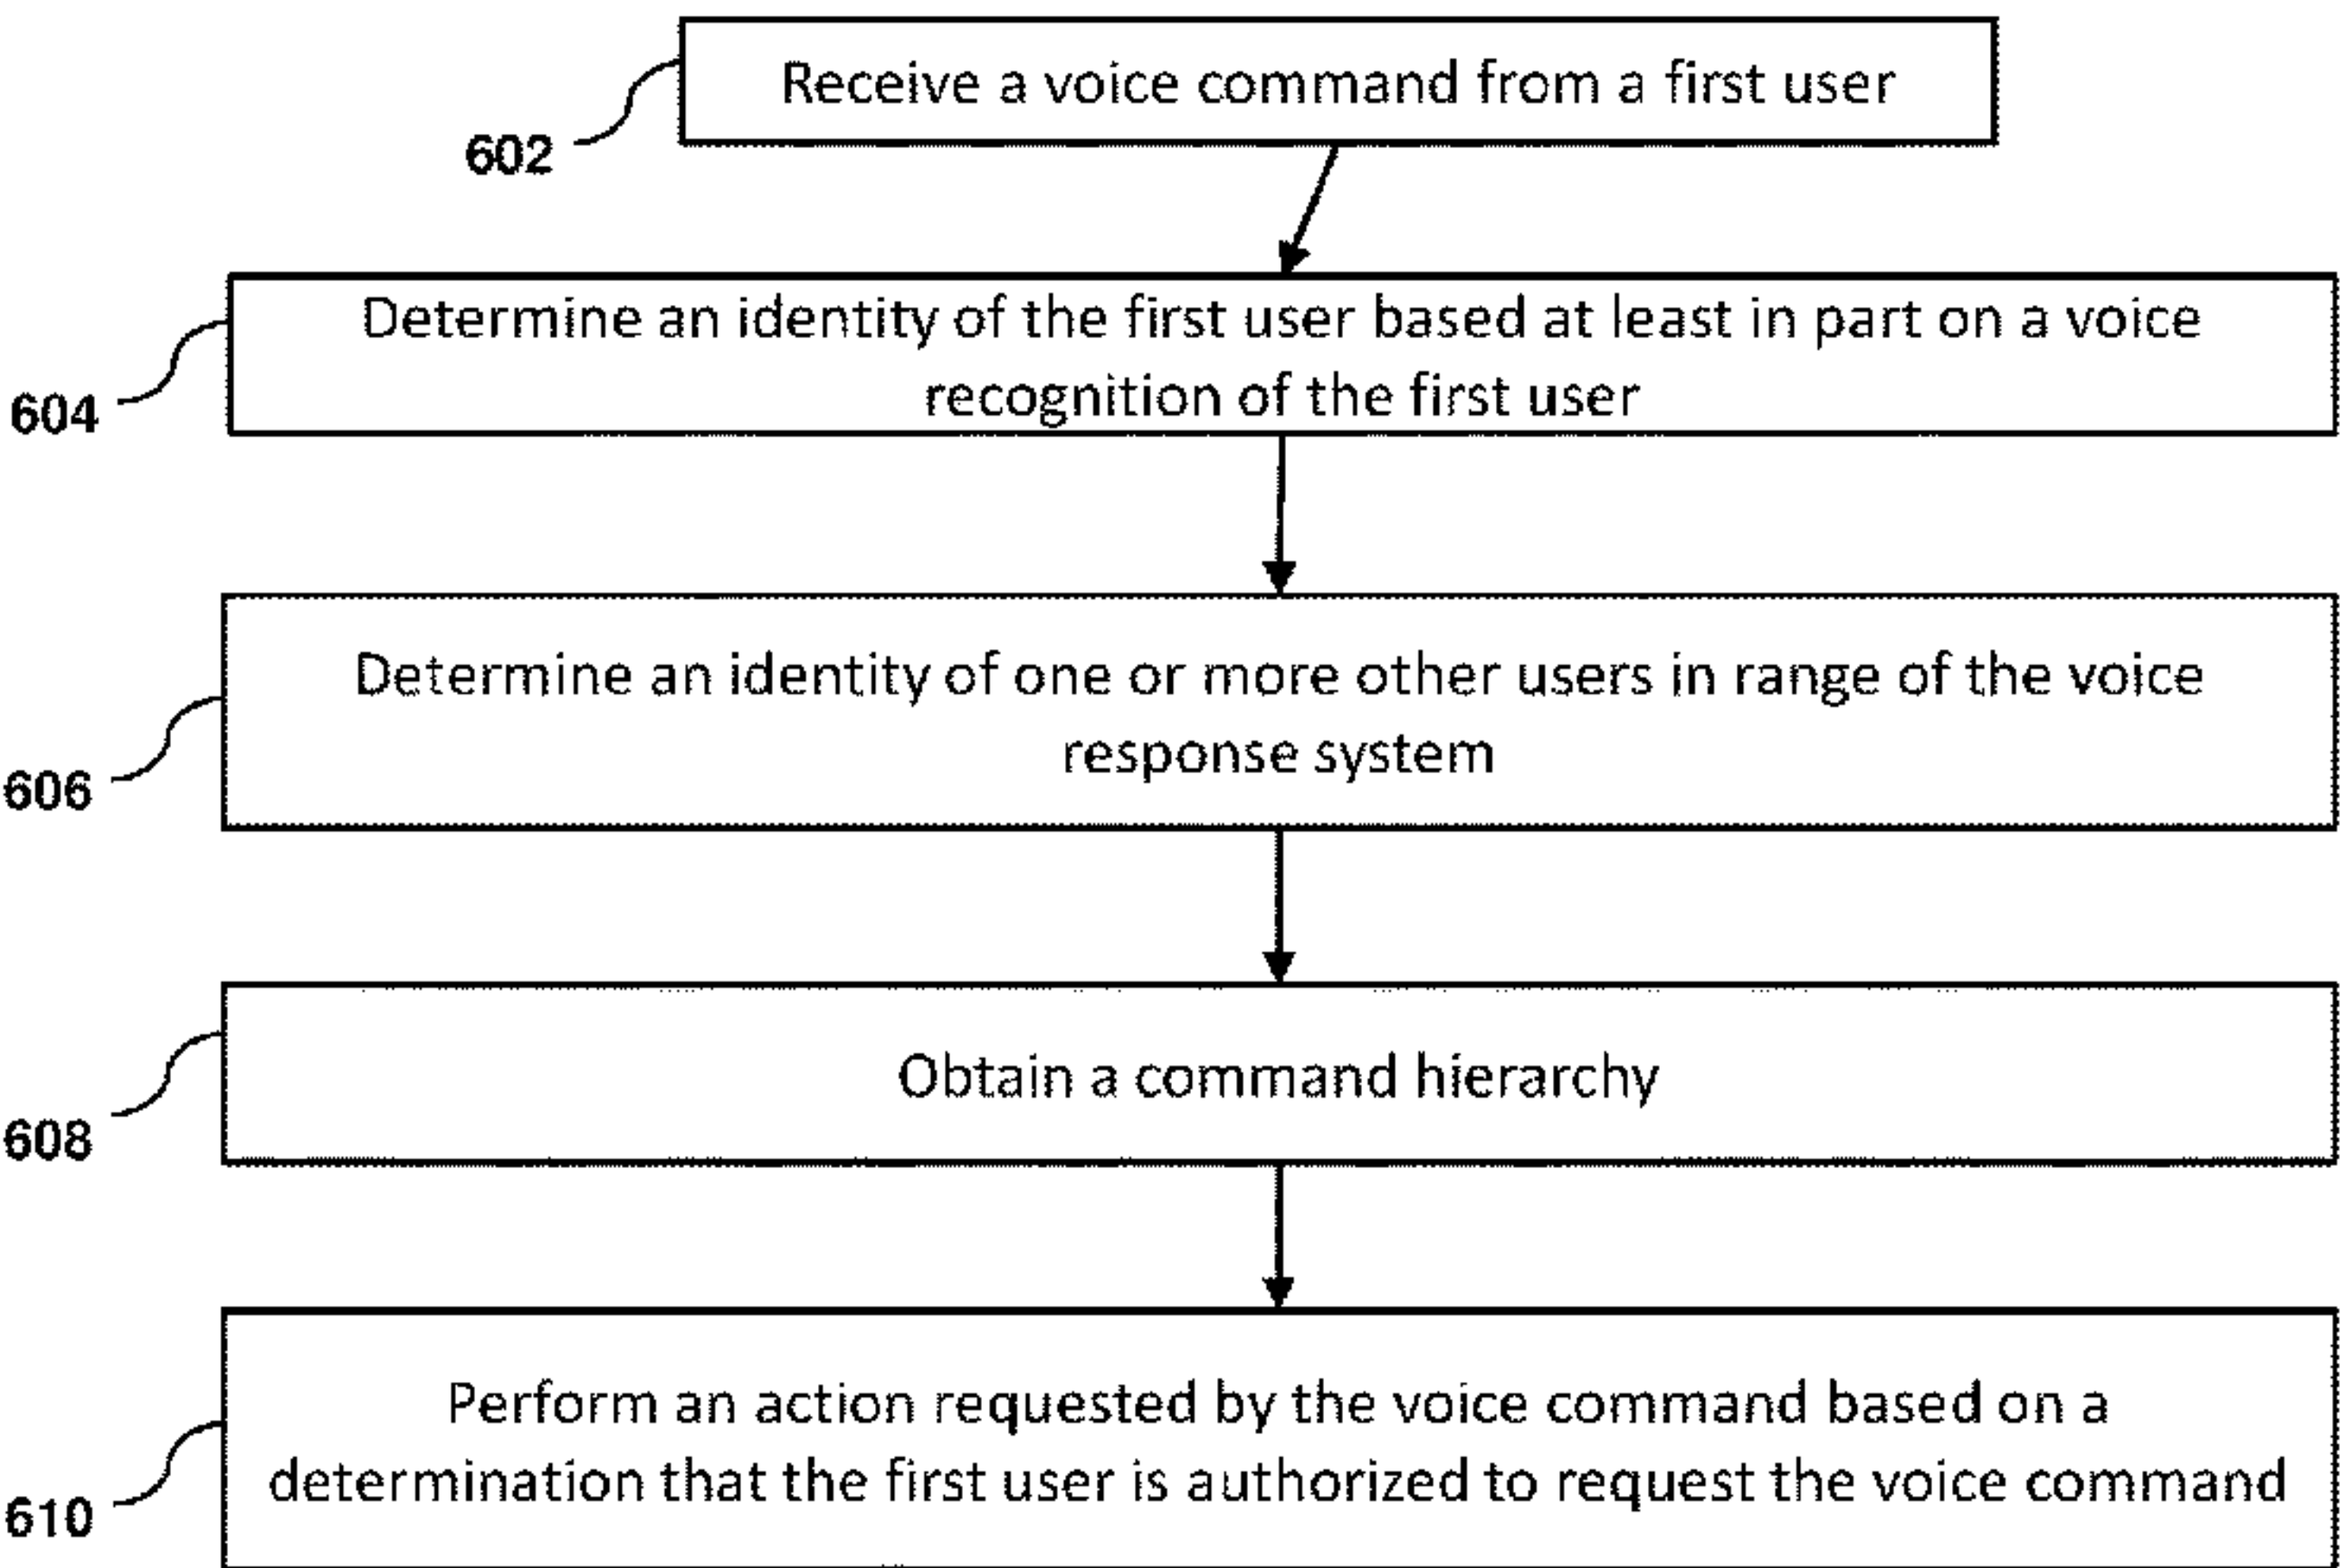 Receive a voice command from a first user
602
Determine an identity of the first user based at least in part on a voice
recognition of the first user
604
Determine an identity of one or more other users in range of the voice
response system
606
Obtain a command hierarchy
608
Perform an action requested by the voice command based on a
determination that the first user is authorized to request the voice command
610